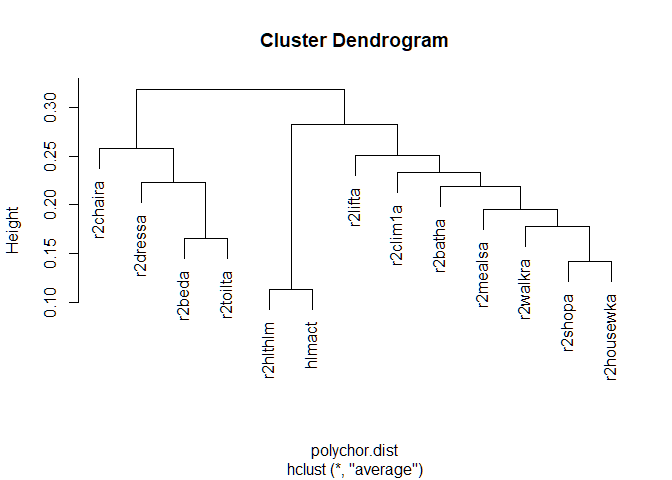 Cluster Dendrogram
Height
0.30
0.25
0.20
0.15
0.10
r2chaira
r2dressa
r2beda
r2toilta
r2hlthlm
hlmact
r2lifta
r2clim1a
r2batha
r2mealsa
r2walkra
r2shopa
r2housewka
polychor.dist
hclust (*, "average")